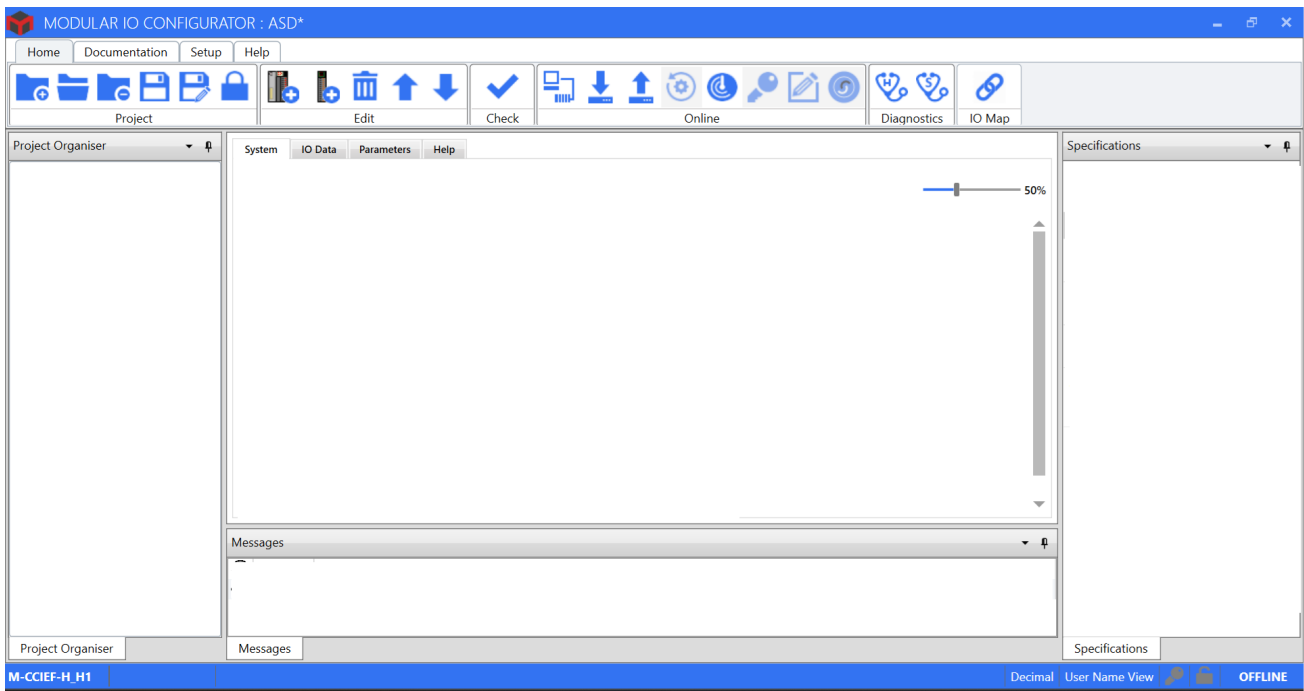 MODULAR IO CONFIGURATOR : ASD*
Home Documentation Setup Help
Project Edit Check Online Diagnostics IO Map
Project Organiser
System IO Data Parameters Help
50%
Specifications
Messages
Project Organiser
Messages
Specifications
M-CCIEF-H_H1 Decimal User Name View OFFLINE